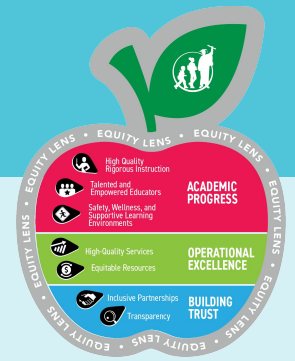 EQUITY LENS • EQUITY LENS • EQUITY LENS • EQUITY LENS • EQUITY LENS • EQUITY LENS • EQUITY LENS • EQUITY LENS
High Quality
Rigorous Instruction
Talented and
Empowered Educators
Safety, Wellness, and
Supportive Learning
Environments
ACADEMIC
PROGRESS
High-Quality Services
Equitable Resources
OPERATIONAL
EXCELLENCE
Inclusive Partnerships
Transparency
BUILDING
TRUST